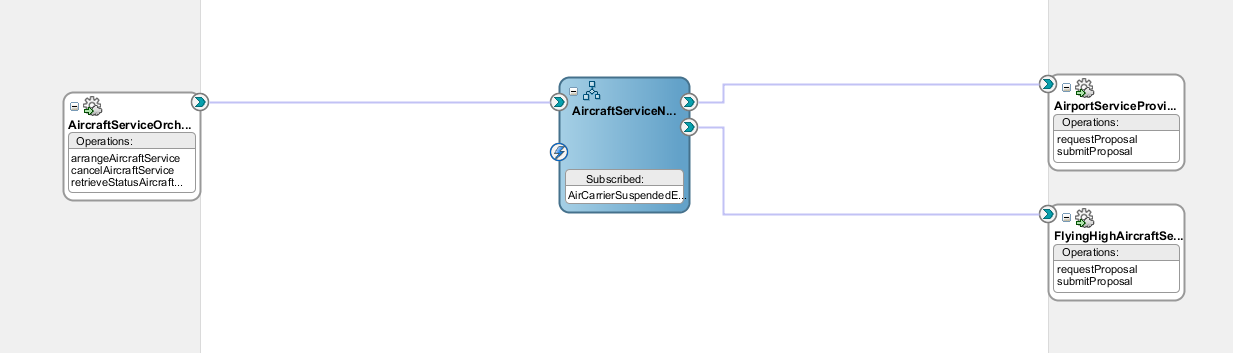 AircraftServiceOrch...
Operations:
arrangeAircraftService
cancelAircraftService
retrieveStatusAircraft...
AircraftServiceN...
Subscribed:
AirCarrierSuspendedE...
AirportServiceProvi...
Operations:
requestProposal
submitProposal
FlyingHighAircraftSe...
Operations:
requestProposal
submitProposal